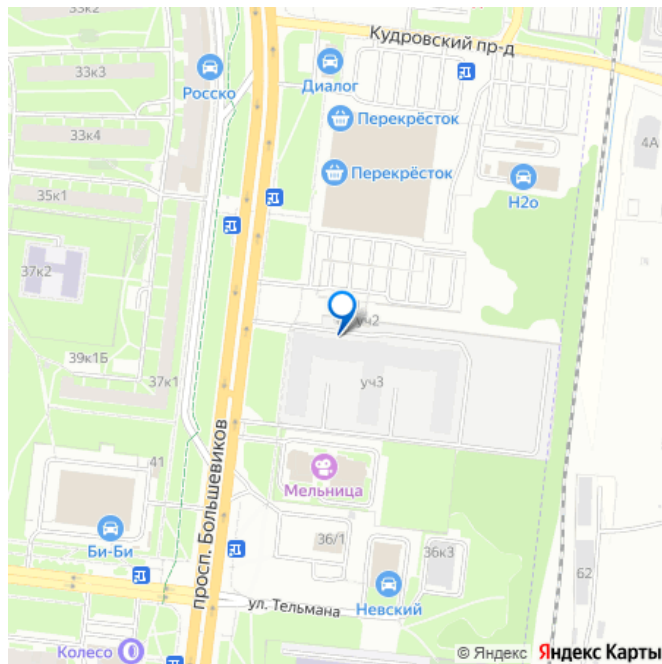 Кудровский пр-д
33к3
Росско
Диалог
Перекрёсток
33к4
4А
Перекрёсток
Н2о
35к1
37к2
уч2
39к1Б
37к1
уч3
просп. Большевиков
41
Мельница
Би-Би
36/1
36к3
62
Невский
ул. Тельмана
Колесо
© Яндекс Яндекс Карты